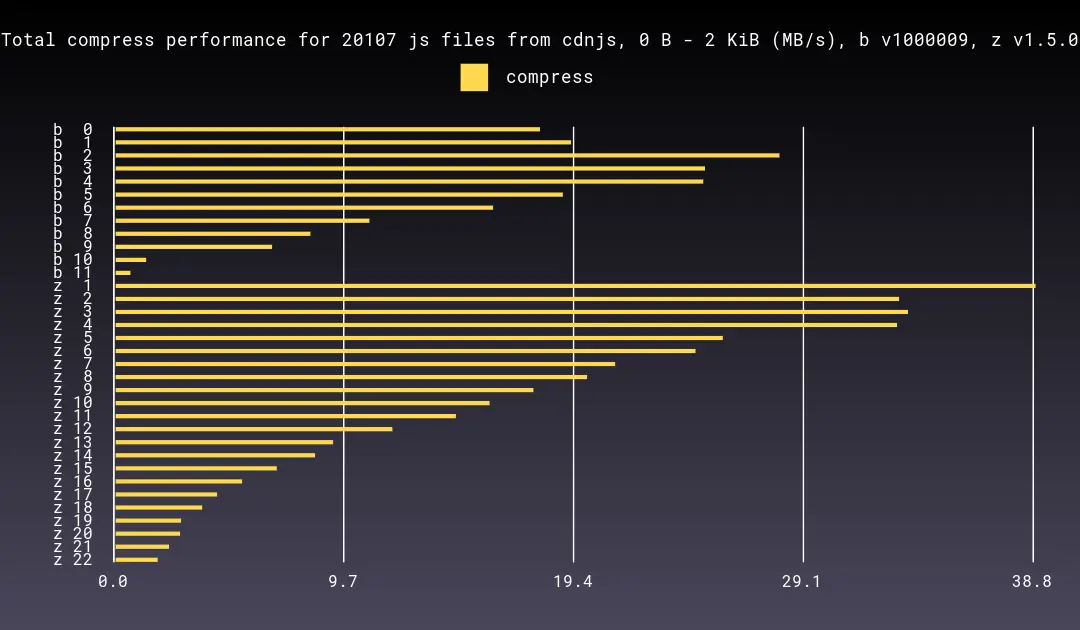 Total compress performance for 20107 js files from cdnjs, 0 B - 2 KiB (MB/s), b v1000009, z v1.5.0
compress
b 0
b 1
b 2
b 3
b 4
b 5
b 6
b 7
b 8
b 9
b 10
b 11
z 1
z 2
z 3
z 4
z 5
z 6
z 7
z 8
z 9
z 10
z 11
z 12
z 13
z 14
z 15
z 16
z 17
z 18
z 19
z 20
z 21
z 22
0.0 9.7 19.4 29.1 38.8